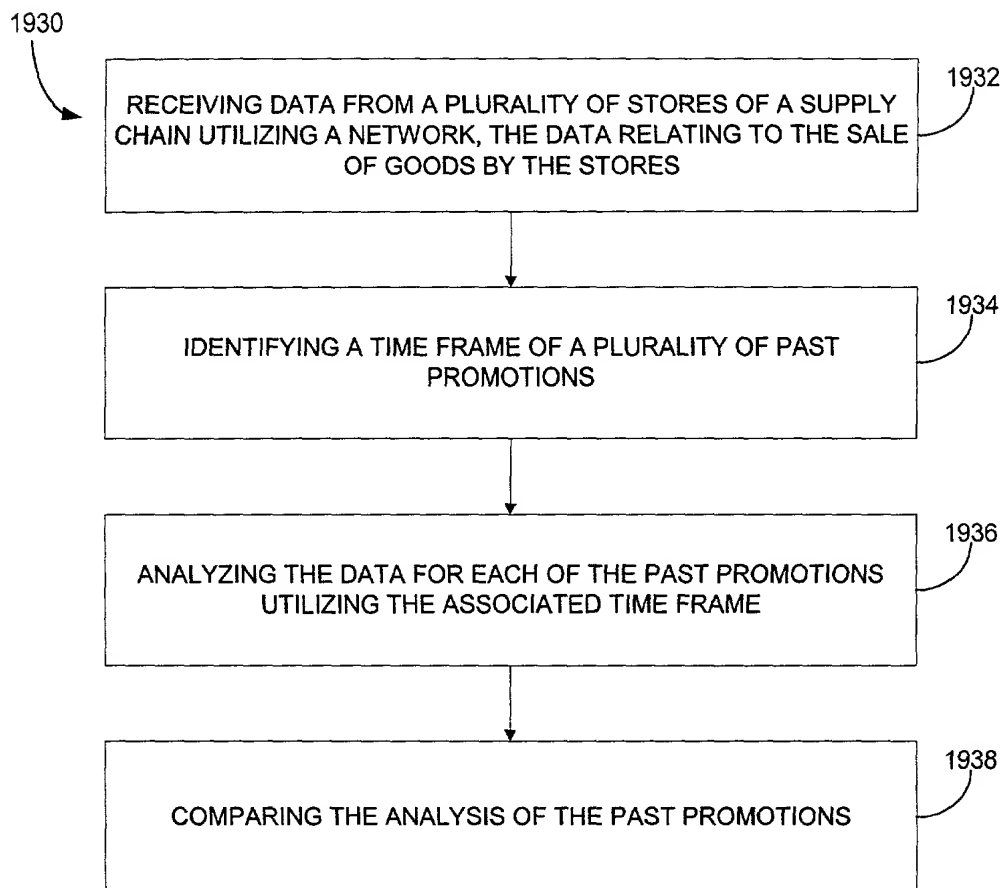 1930
1932
RECEIVING DATA FROM A PLURALITY OF STORES OF A SUPPLY
CHAIN UTILIZING A NETWORK, THE DATA RELATING TO THE SALE
OF GOODS BY THE STORES
1934
IDENTIFYING A TIME FRAME OF A PLURALITY OF PAST
PROMOTIONS
1936
ANALYZING THE DATA FOR EACH OF THE PAST PROMOTIONS
UTILIZING THE ASSOCIATED TIME FRAME
1938
COMPARING THE ANALYSIS OF THE PAST PROMOTIONS